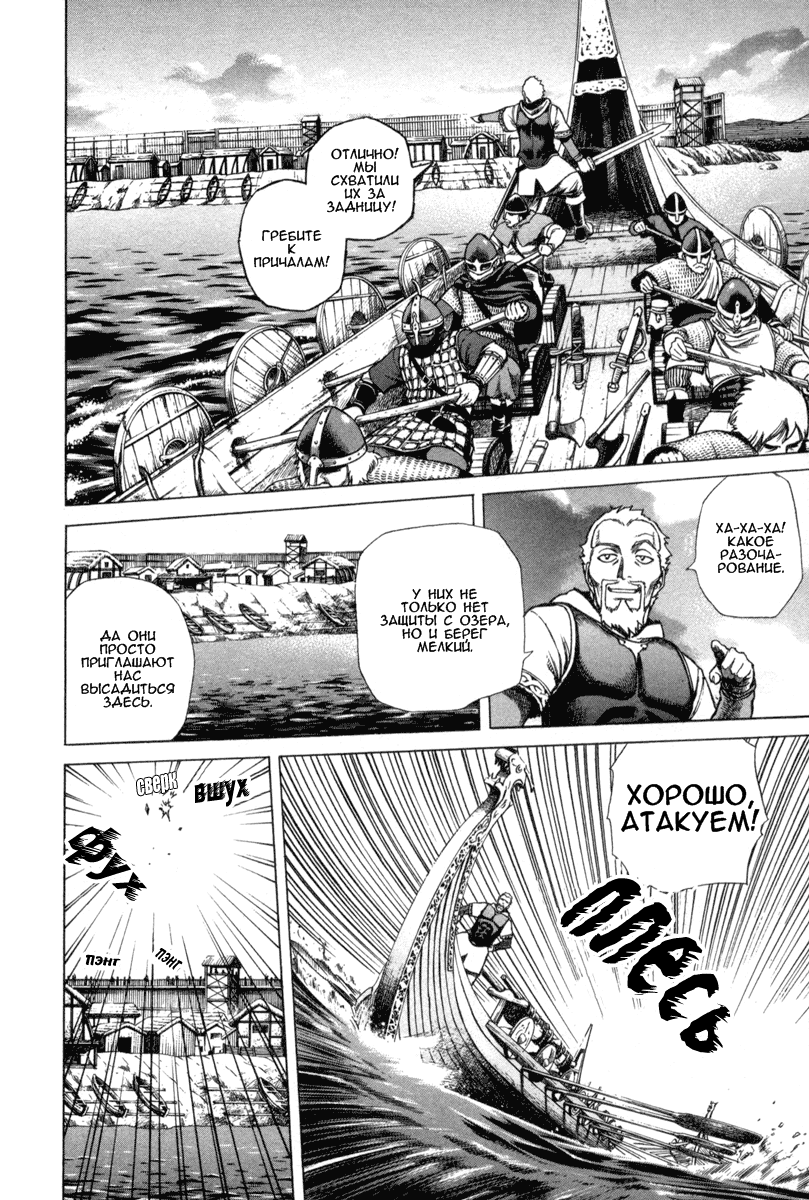 ОТЛИЧНО!
МЫ
СХВАТИЛИ
ИХ ЗА
ЗАДНИЦУ!
ГРЕБИТЕ
К
ПРИЧАЛАМ!
ХА-ХА-ХА!
КАКОЕ
РАЗОЧА-
РОВАНИЕ.
У НИХ НЕ
ТОЛЬКО НЕТ
ЗАЩИТЫ С ОЗЕРА,
НО И БЕРЕГ
МЕЛКИЙ.
ДА ОНИ
ПРОСТО
ПРИГЛАШАЮТ
НАС
ВЫСАДИТЬСЯ
ЗДЕСЬ.
ХОРОШО,
АТАКУЕМ!
ПЛЕСЬ
СВЕРК
ВШУХ
ФУХ
ПЭНГ
ПЭНГ